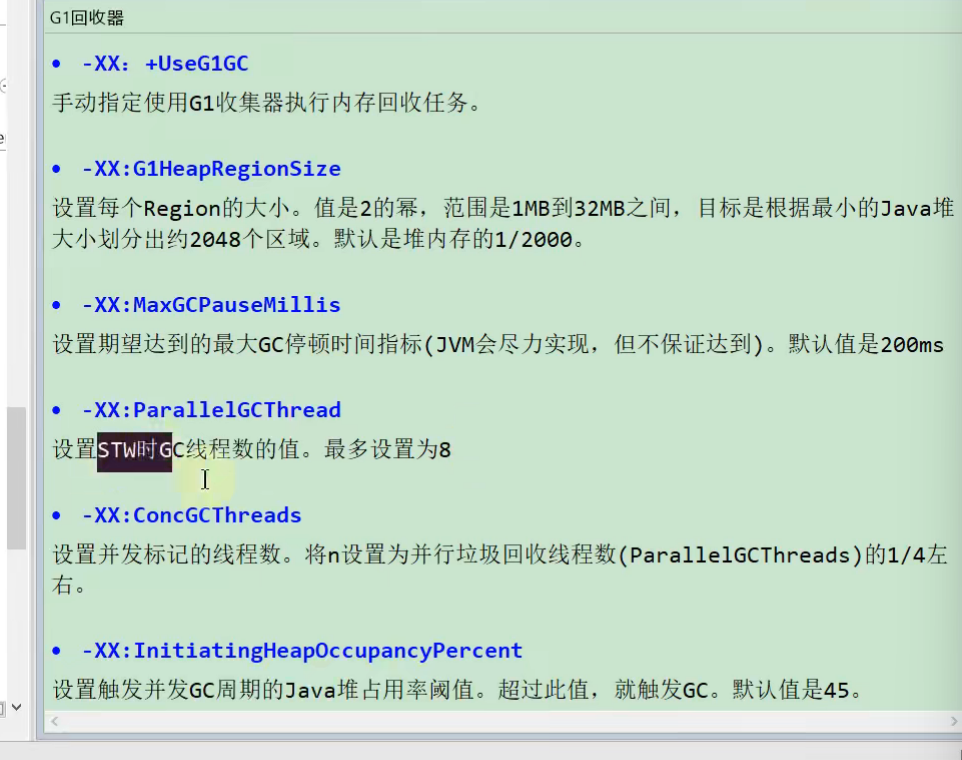 G1回收器
• -XX: +UseG1GC
手动指定使用G1收集器执行内存回收任务。
• -XX:G1HeapRegionSize
设置每个Region的大小。值是2的幂，范围是1MB到32MB之间，目标是根据最小的Java堆
大小划分出约2048个区域。默认是堆内存的1/2000。
• -XX:MaxGCPauseMillis
设置期望达到的最大GC停顿时间指标(JVM会尽力实现，但不保证达到)。默认值是200ms
• -XX:ParallelGCThread
设置STW时GC线程数的值。最多设置为8
• -XX:ConcGCThreads
设置并发标记的线程数。将n设置为并行垃圾回收线程数(ParallelGCThreads)的1/4左
右。
• -XX:InitiatingHeapOccupancyPercent
设置触发并发GC周期的Java堆占用率阈值。超过此值，就触发GC。默认值是45。